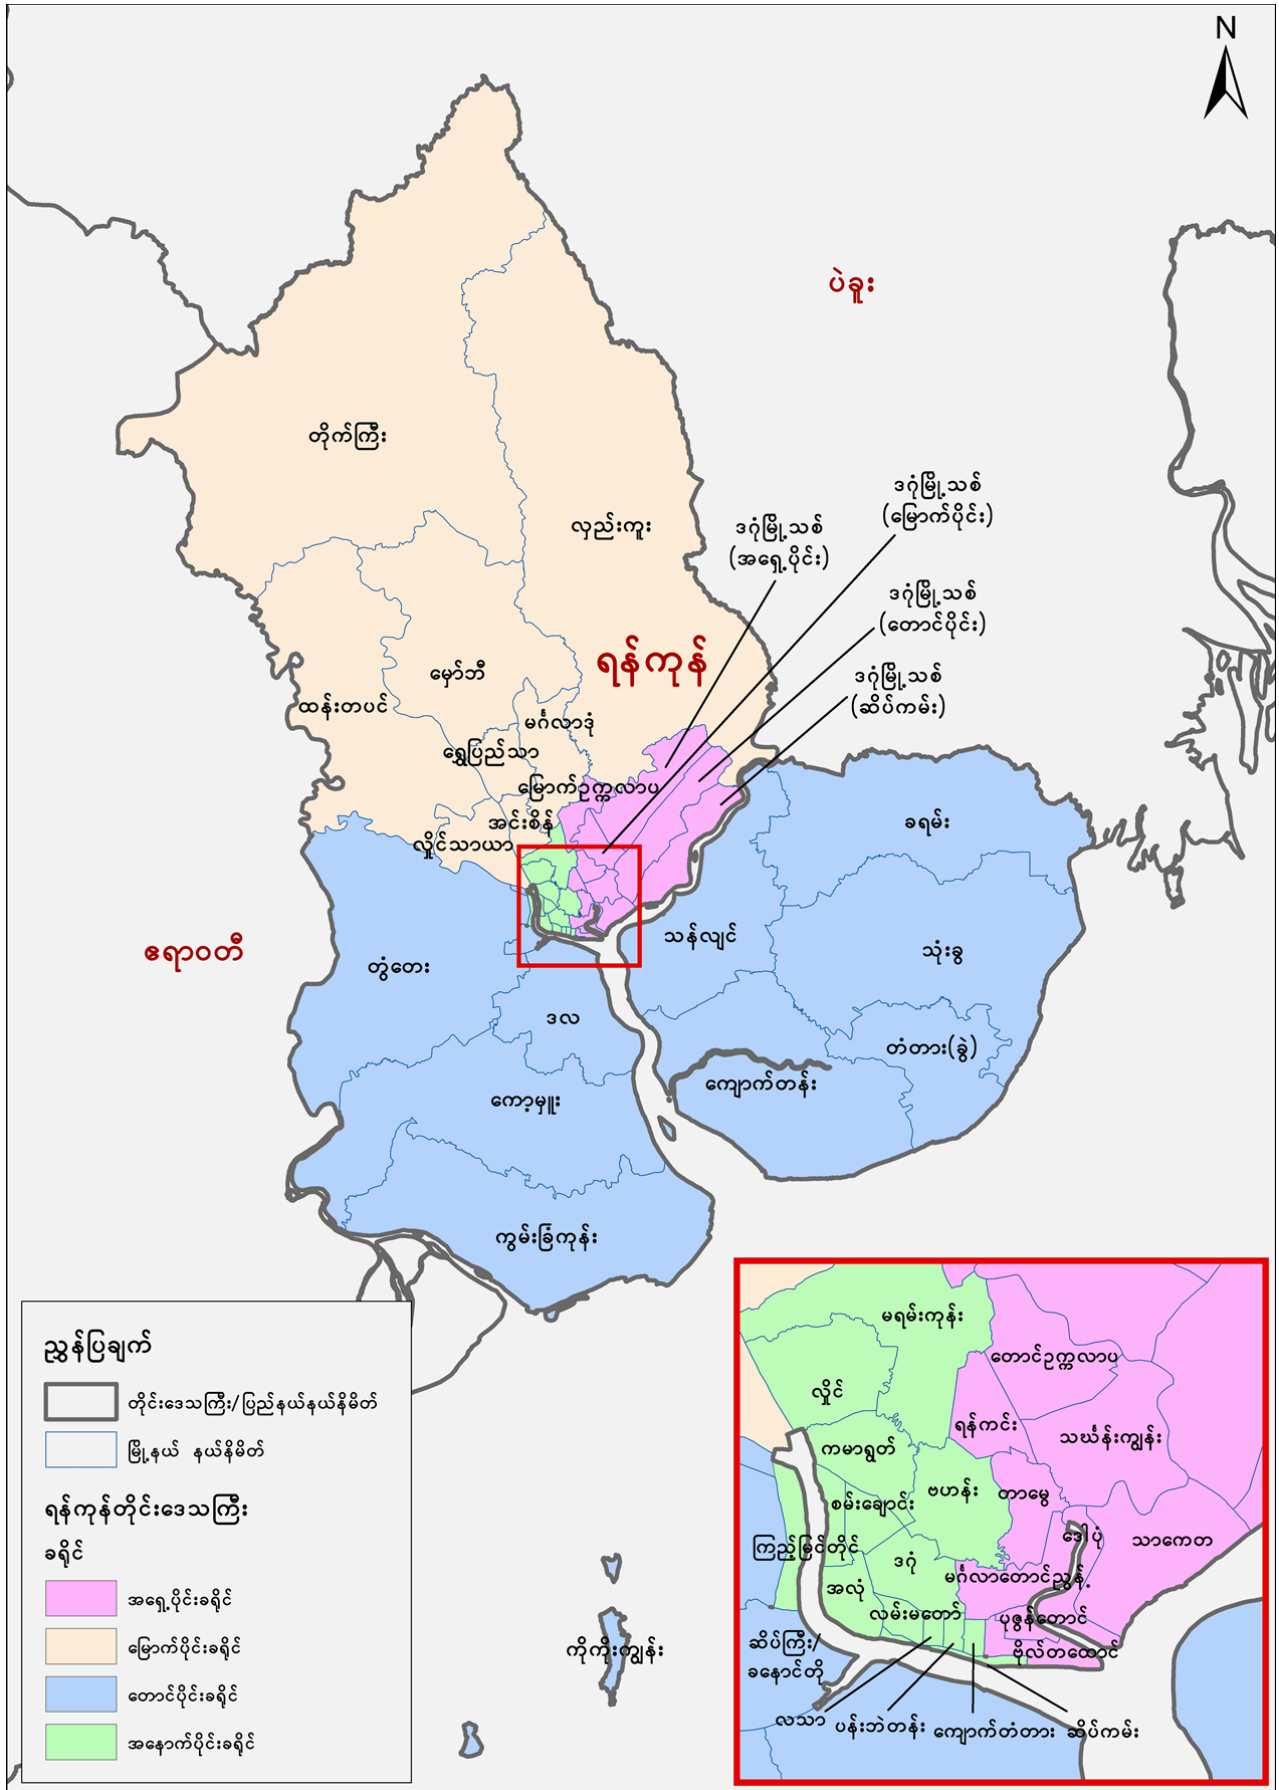 N
ပဲခူး
တိုက်ကြီး
လှည်းကူး
ဒဂုံမြို့သစ်
(မြောက်ပိုင်း)
ဒဂုံမြို့သစ်
(အရှေ့ပိုင်း)
ဒဂုံမြို့သစ်
(တောင်ပိုင်း)
ဒဂုံမြို့သစ်
(ဆိပ်ကမ်း)
ရန်ကုန်
မှော်ဘီ
ထန်းတပင်
မင်္ဂလာဒုံ
ရွှေပြည်သာ
မြောက်ဥက္ကလာပ
အင်းစိန်
လှိုင်သာယာ
ခရမ်း
ဧရာဝတီ
တွံတေး
သန်လျင်
သုံးခွ
ဒလ
တံတား(ခွဲ)
ကျောက်တန်း
ကော့မှူး
ကွမ်းခြံကုန်း
ကိုကိုးကျွန်း
ညွှန်ပြချက်
တိုင်းဒေသကြီး/ပြည်နယ်နယ်နိမိတ်
မြို့နယ် နယ်နိမိတ်
ရန်ကုန်တိုင်းဒေသကြီး
ခရိုင်
အရှေ့ပိုင်းခရိုင်
မြောက်ပိုင်းခရိုင်
တောင်ပိုင်းခရိုင်
အနောက်ပိုင်းခရိုင်
မရမ်းကုန်း
တောင်ဥက္ကလာပ
လှိုင်
ရန်ကင်း
သင်္ဃန်းကျွန်း
ကမာရွတ်
ဗဟန်း
တာမွေ
စမ်းချောင်း
ဒေါပုံ
သာကေတ
ကြည့်မြင်တိုင်
ဒဂုံ
မင်္ဂလာတောင်ညွန့်
အလုံ
လမ်းမတော်
ပုဇွန်တောင်
ဗိုလ်တထောင်
ဆိပ်ကြီး/
ခနောင်တို
လသာ
ပန်းဘဲတန်း
ကျောက်တံတား
ဆိပ်ကမ်း